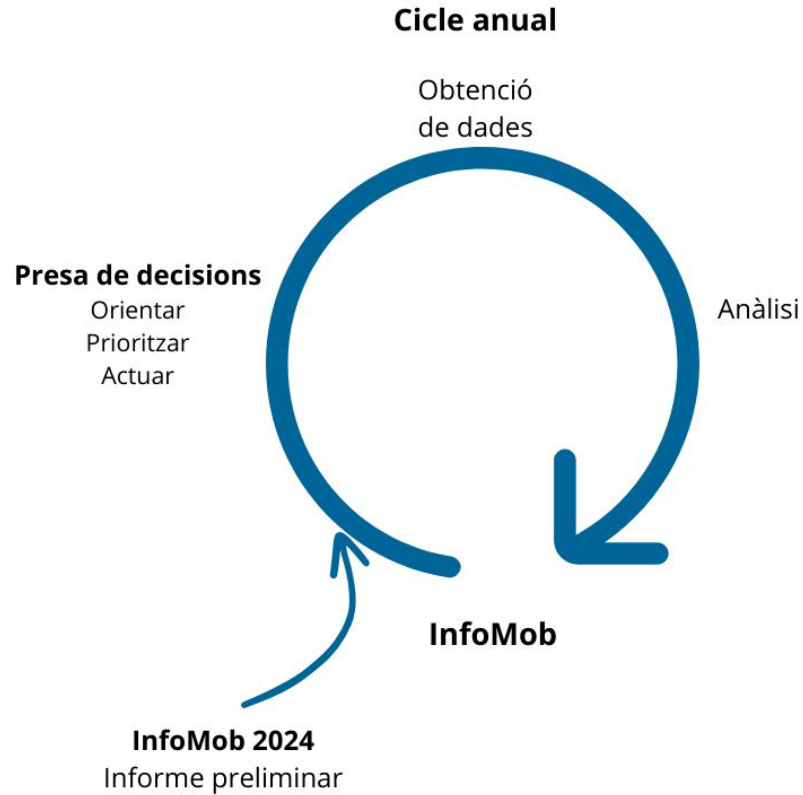 Cicle anual
Obtenció
de dades
Presa de decisions
Orientar
Prioritzar
Actuar
Anàlisi
InfoMob
InfoMob 2024
Informe preliminar